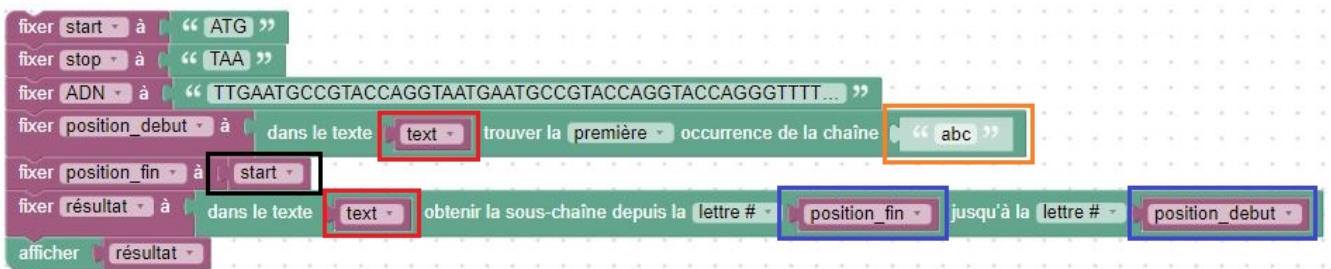 fixer start à “ ATG ”
fixer stop à “ TAA ”
fixer ADN à “ TTGAATGCCGTACCAGGTAATGAATGCCGTACCAGGTACCAGGGTTTT... ”
fixer position_debut à dans le texte text trouver la première occurrence de la chaîne “ abc ”
fixer position_fin à start
fixer résultat à dans le texte text obtenir la sous-chaîne depuis la lettre # position_fin jusqu'à la lettre # position_debut
afficher résultat